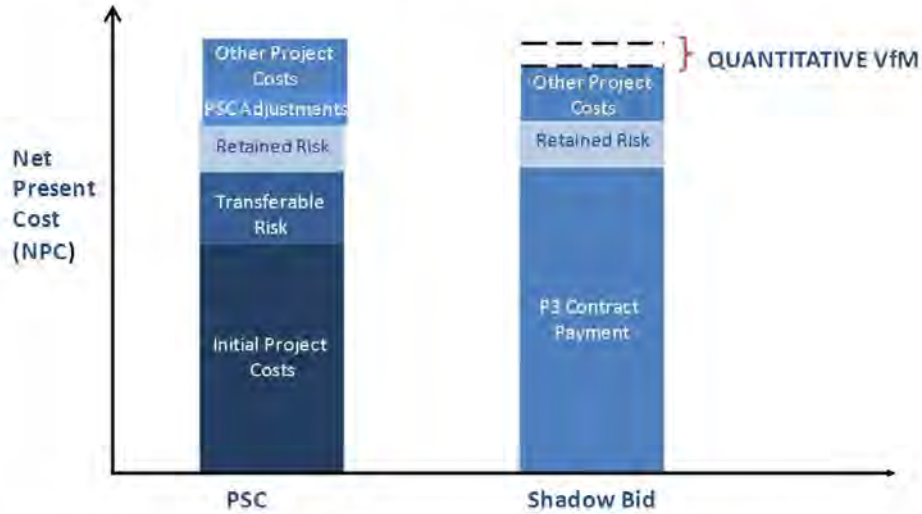 Net
Present
Cost
(NPC)
Other Project
Costs
PSC Adjustments
Retained Risk
Transferable
Risk
Initial Project
Costs
PSC
Other Project
Costs
Retained Risk
P3 Contract
Payment
Shadow Bid
QUANTITATIVE VfM